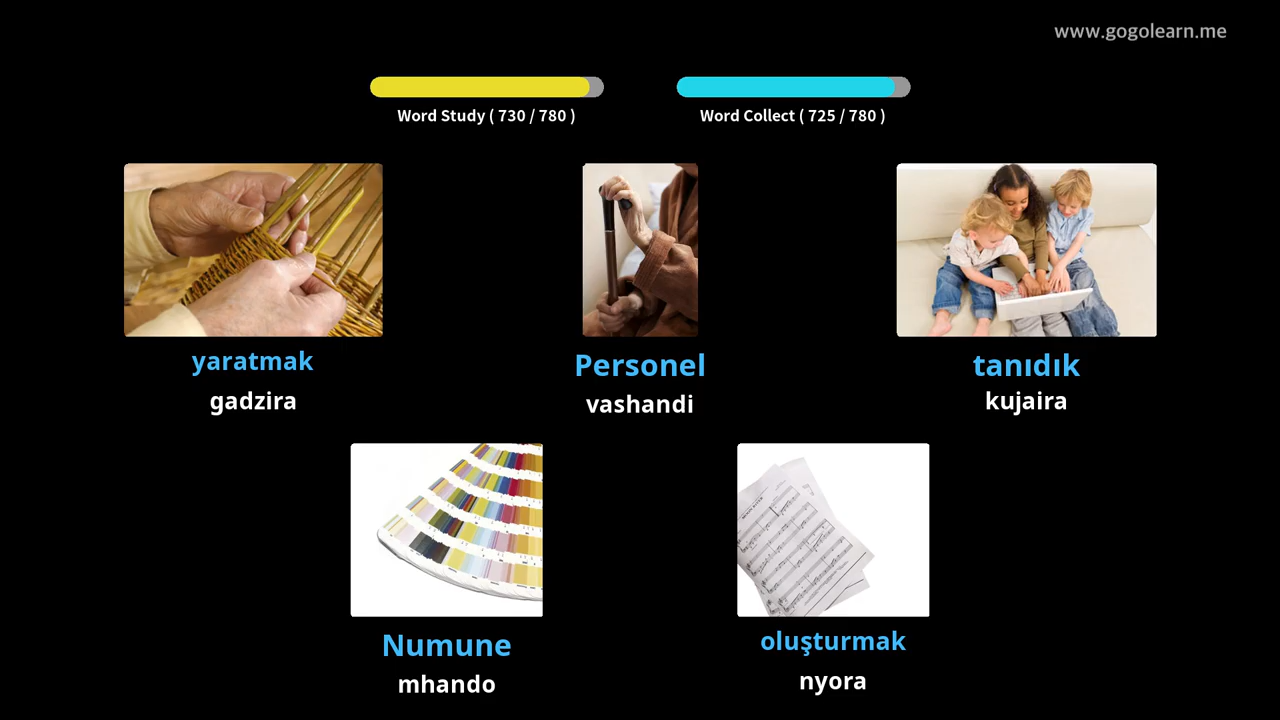 www.gogolearn.me
Word Study ( 730 / 780 )
Word Collect ( 725 / 780 )
yaratmak
gadzira
Personel
vashandi
tanıdık
kujaira
Numune
mhando
oluşturmak
nyora